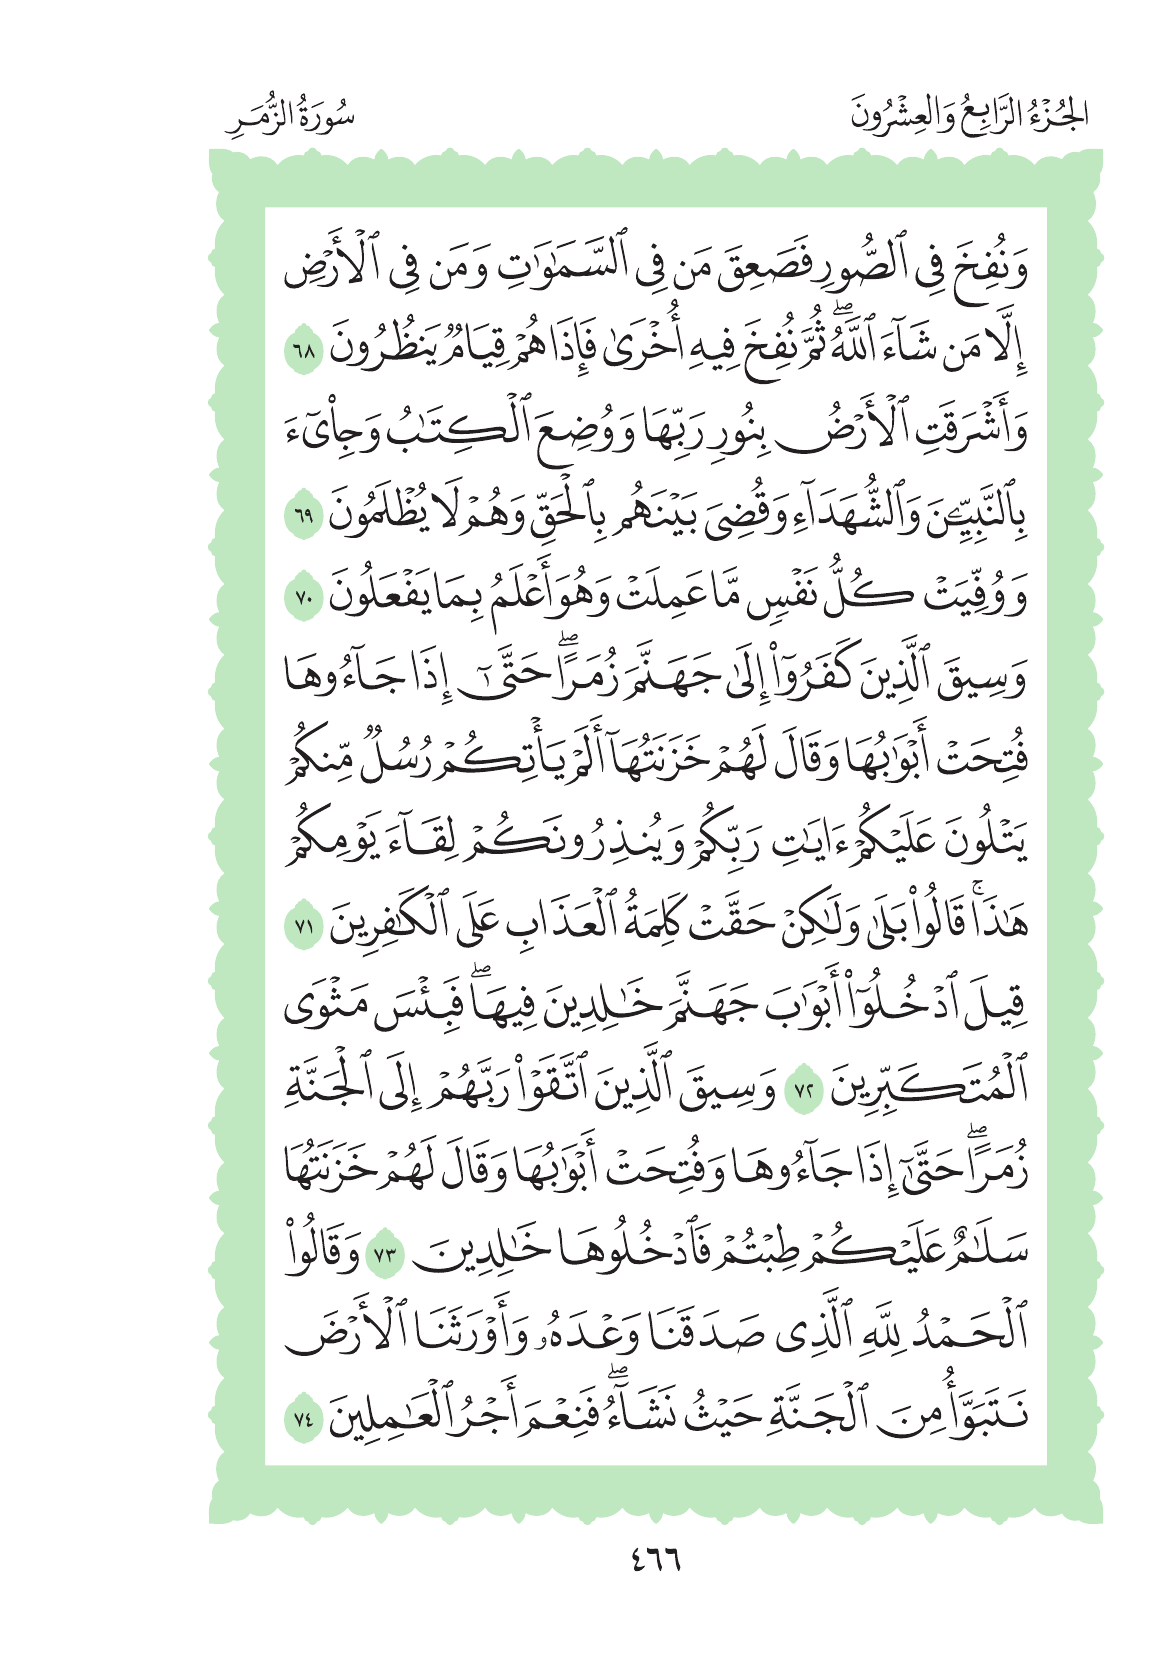 الجُزْءُ الرَّابِعُ وَالعِشْرُونَ
سُورَةُ الزُّمَرِ
وَنُفِخَ فِى ٱلصُّورِ فَصَعِقَ مَن فِى ٱلسَّمَٰوَٰتِ وَمَن فِى ٱلْأَرْضِ
إِلَّا مَن شَآءَ ٱللَّهُۖ ثُمَّ نُفِخَ فِيهِ أُخْرَىٰ فَإِذَا هُمْ قِيَامٌ يَنظُرُونَ ٦٨
وَأَشْرَقَتِ ٱلْأَرْضُ بِنُورِ رَبِّهَا وَوُضِعَ ٱلْكِتَٰبُ وَجِا۟ىٓءَ
بِٱلنَّبِيِّـۧنَ وَٱلشُّهَدَآءِ وَقُضِىَ بَيْنَهُم بِٱلْحَقِّ وَهُمْ لَا يُظْلَمُونَ ٦٩
وَوُفِّيَتْ كُلُّ نَفْسٍ مَّا عَمِلَتْ وَهُوَ أَعْلَمُ بِمَا يَفْعَلُونَ ٧٠
وَسِيقَ ٱلَّذِينَ كَفَرُوٓا۟ إِلَىٰ جَهَنَّمَ زُمَرًاۖ حَتَّىٰٓ إِذَا جَآءُوهَا
فُتِحَتْ أَبْوَٰبُهَا وَقَالَ لَهُمْ خَزَنَتُهَآ أَلَمْ يَأْتِكُمْ رُسُلٌ مِّنكُمْ
يَتْلُونَ عَلَيْكُمْ ءَايَٰتِ رَبِّكُمْ وَيُنذِرُونَكُمْ لِقَآءَ يَوْمِكُمْ
هَٰذَاۚ قَالُوا۟ بَلَىٰ وَلَٰكِنْ حَقَّتْ كَلِمَةُ ٱلْعَذَابِ عَلَى ٱلْكَٰفِرِينَ ٧١
قِيلَ ٱدْخُلُوٓا۟ أَبْوَٰبَ جَهَنَّمَ خَٰلِدِينَ فِيهَاۖ فَبِئْسَ مَثْوَى
ٱلْمُتَكَبِّرِينَ ٧٢ وَسِيقَ ٱلَّذِينَ ٱتَّقَوْا۟ رَبَّهُمْ إِلَى ٱلْجَنَّةِ
زُمَرًاۖ حَتَّىٰٓ إِذَا جَآءُوهَا وَفُتِحَتْ أَبْوَٰبُهَا وَقَالَ لَهُمْ خَزَنَتُهَا
سَلَٰمٌ عَلَيْكُمْ طِبْتُمْ فَٱدْخُلُوهَا خَٰلِدِينَ ٧٣ وَقَالُوا۟
ٱلْحَمْدُ لِلَّهِ ٱلَّذِى صَدَقَنَا وَعْدَهُۥ وَأَوْرَثَنَا ٱلْأَرْضَ
نَتَبَوَّأُ مِنَ ٱلْجَنَّةِ حَيْثُ نَشَآءُۖ فَنِعْمَ أَجْرُ ٱلْعَٰمِلِينَ ٧٤
٤٦٦